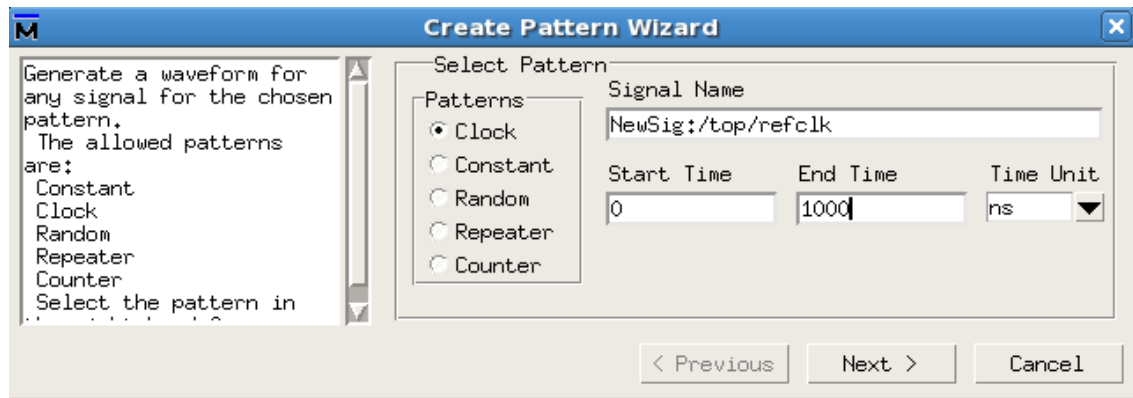 Create Pattern Wizard
Generate a waveform for
any signal for the chosen
pattern.
The allowed patterns
are:
Constant
Clock
Random
Repeater
Counter
Select the pattern in
Select Pattern
Patterns
Clock
Constant
Random
Repeater
Counter
Signal Name
NewSig:/top/refclk
Start Time End Time Time Unit
0 1000 ns
< Previous Next > Cancel